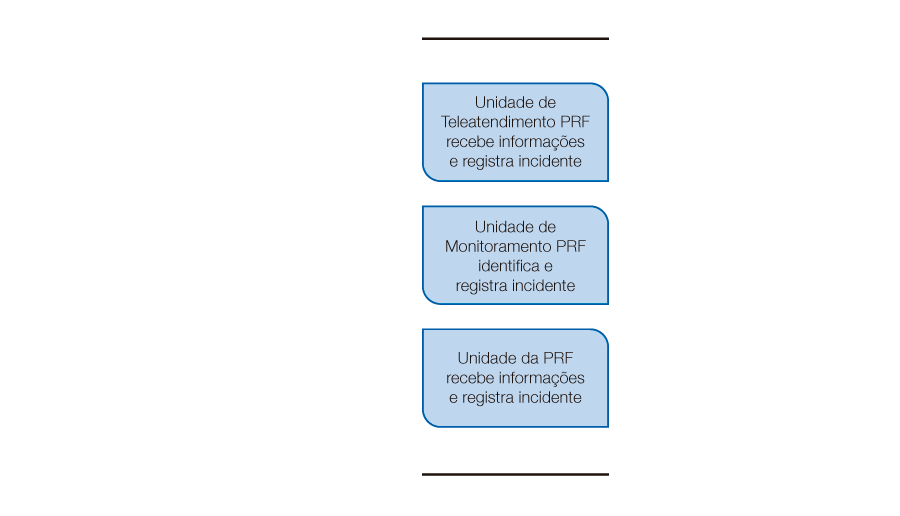 Unidade de
Teleatendimento PRF
recebe informações
e registra incidente
Unidade de
Monitoramento PRF
identifica e
registra incidente
Unidade da PRF
recebe informações
e registra incidente